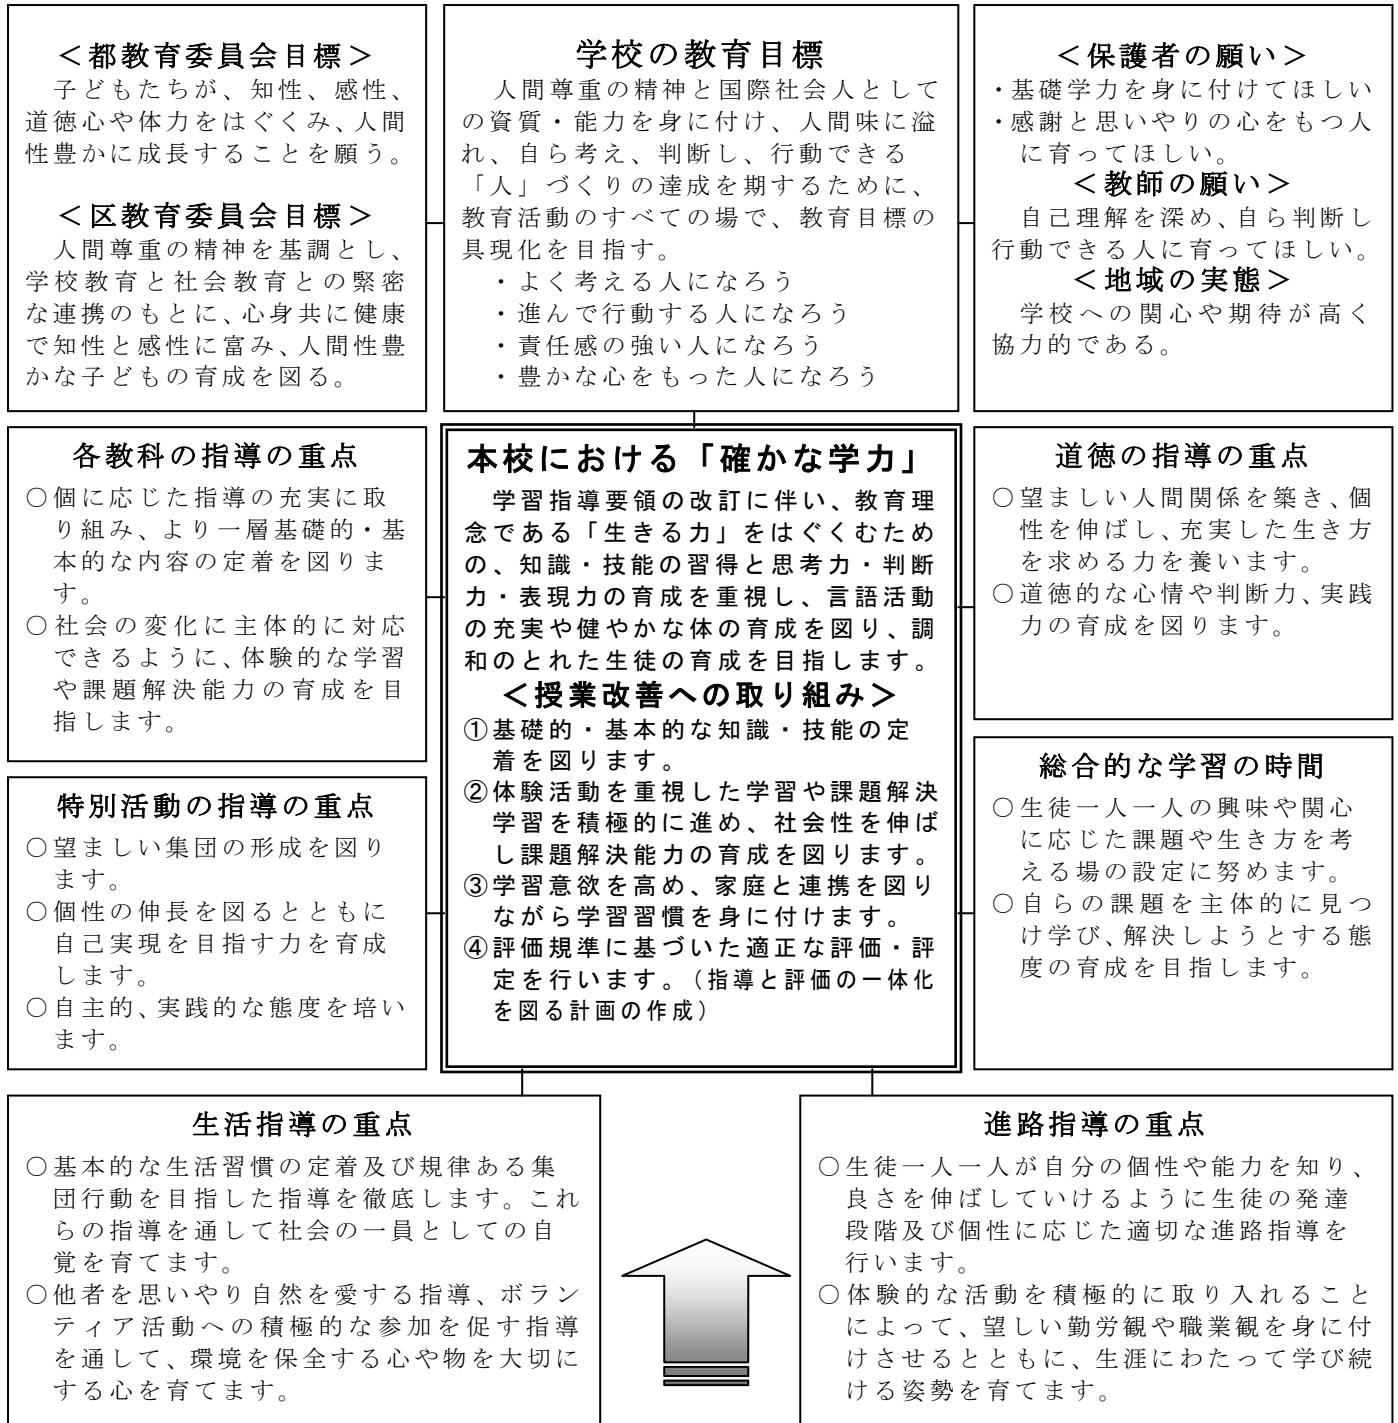 ＜都教育委員会目標＞
子どもたちが、知性、感性、
道徳心や体力をはぐくみ、人間
性豊かに成長することを願う。
＜区教育委員会目標＞
人間尊重の精神を基調とし、
学校教育と社会教育との緊密
な連携のもとに、心身共に健康
で知性と感性に富み、人間性豊
かな子どもの育成を図る。
学校の教育目標
人間尊重の精神と国際社会人として
の資質・能力を身に付け、人間味に溢
れ、自ら考え、判断し、行動できる
「人」づくりの達成を期するために、
教育活動のすべての場で、教育目標の
具現化を目指す。
・よく考える人になろう
・進んで行動する人になろう
・責任感の強い人になろう
・豊かな心をもった人になろう
＜保護者の願い＞
・基礎学力を身に付けてほしい
・感謝と思いやりの心をもつ人
に育ってほしい。
＜教師の願い＞
自己理解を深め、自ら判断し
行動できる人に育ってほしい。
＜地域の実態＞
学校への関心や期待が高く
協力的である。
各教科の指導の重点
○個に応じた指導の充実に取
り組み、より一層基礎的・基
本的な内容の定着を図りま
す。
○社会の変化に主体的に対応
できるように、体験的な学習
や課題解決能力の育成を目
指します。
本校における「確かな学力」
学習指導要領の改訂に伴い、教育理
念である「生きる力」をはぐくむため
の、知識・技能の習得と思考力・判断
力・表現力の育成を重視し、言語活動
の充実や健やかな体の育成を図り、調
和のとれた生徒の育成を目指します。
＜授業改善への取り組み＞
①基礎的・基本的な知識・技能の定
着を図ります。
②体験活動を重視した学習や課題解決
学習を積極的に進め、社会性を伸ば
し課題解決能力の育成を図ります。
③学習意欲を高め、家庭と連携を図り
ながら学習習慣を身に付けます。
④評価規準に基づいた適正な評価・評
定を行います。（指導と評価の一体化
を図る計画の作成）
道徳の指導の重点
○望ましい人間関係を築き、個
性を伸ばし、充実した生き方
を求める力を養います。
○道徳的な心情や判断力、実践
力の育成を図ります。
特別活動の指導の重点
○望ましい集団の形成を図り
ます。
○個性の伸長を図るとともに
自己実現を目指す力を育成
します。
○自主的、実践的な態度を培い
ます。
総合的な学習の時間
○生徒一人一人の興味や関心
に応じた課題や生き方を考
える場の設定に努めます。
○自らの課題を主体的に見つ
け学び、解決しようとする態
度の育成を目指します。
生活指導の重点
○基本的な生活習慣の定着及び規律ある集
団行動を目指した指導を徹底します。これ
らの指導を通して社会の一員としての自
覚を育てます。
○他者を思いやり自然を愛する指導、ボラン
ティア活動への積極的な参加を促す指導
を通して、環境を保全する心や物を大切に
する心を育てます。
進路指導の重点
○生徒一人一人が自分の個性や能力を知り、
良さを伸ばしていけるように生徒の発達
段階及び個性に応じた適切な進路指導を
行います。
○体験的な活動を積極的に取り入れること
によって、望しい勤労観や職業観を身に付
けさせるとともに、生涯にわたって学び続
ける姿勢を育てます。